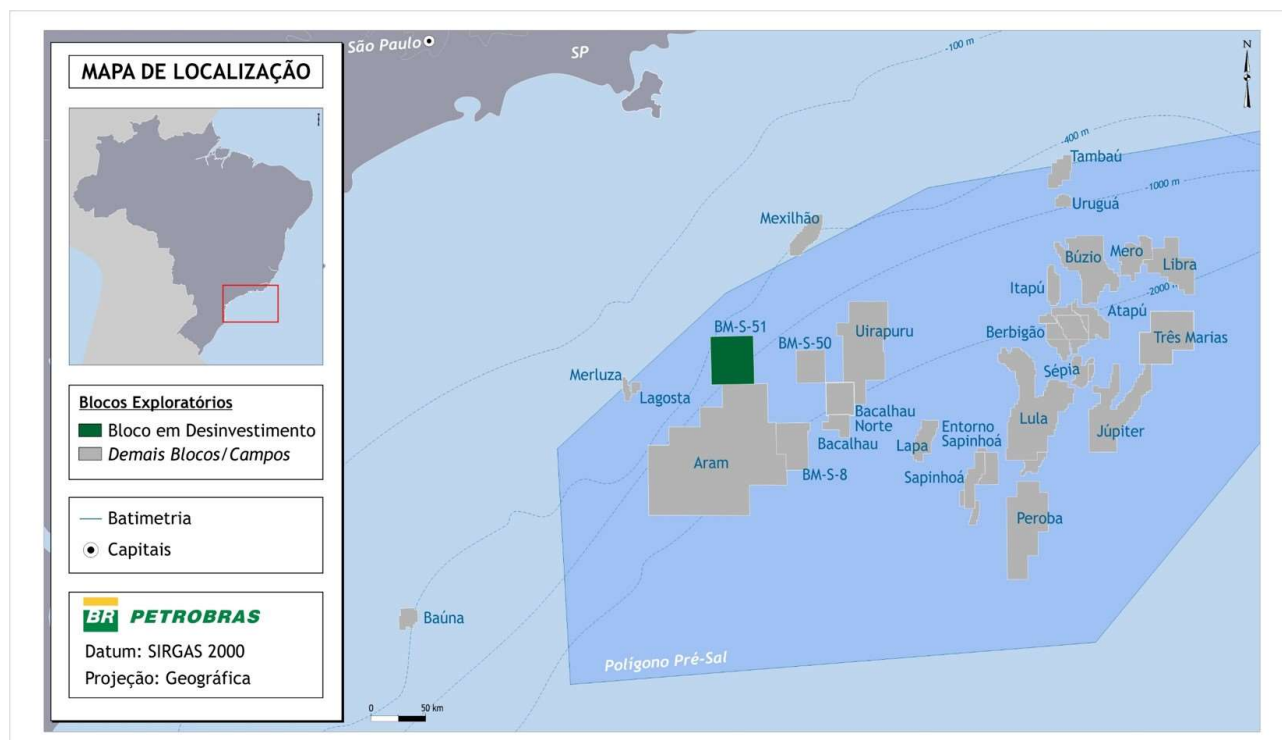 MAPA DE LOCALIZAÇÃO
Blocos Exploratórios
Bloco em Desinvestimento
Demais Blocos/Campos
Batimetria
Capitais
BR PETROBRAS
Datum: SIRGAS 2000
Projeção: Geográfica
São Paulo
SP
-100 m
N
-400 m
Tambaú
-1000 m
Uruguá
Mexilhão
Búzio
Mero
Libra
Itapú
-2000 m
Atapú
BM-S-51
BM-S-50
Uirapuru
Berbigão
Três Marias
Merluza
Lagosta
Sépia
Bacalhau
Norte
Lula
Júpiter
Bacalhau
Entorno
Sapinhoá
Lapa
Aram
BM-S-8
Sapinhoá
Peroba
Baúna
Polígono Pré-Sal
0 50 km